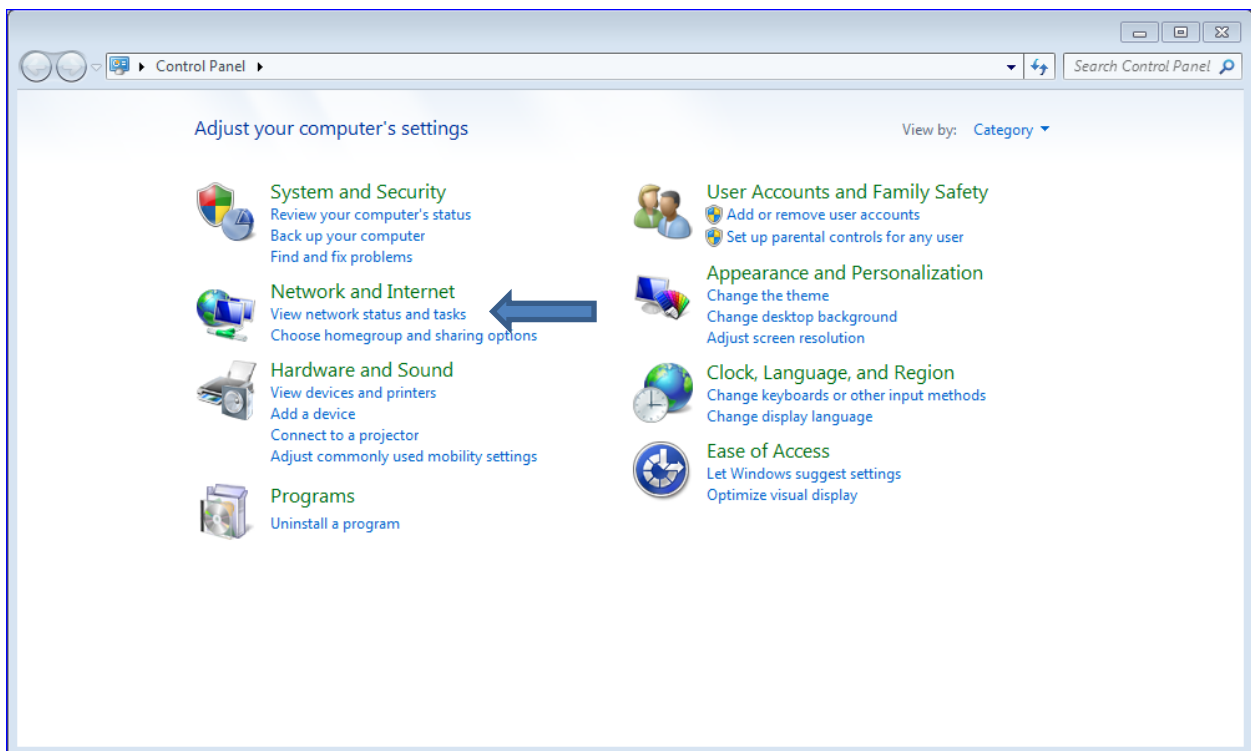 Control Panel
Search Control Panel
Adjust your computer's settings
View by: Category
System and Security
Review your computer's status
Back up your computer
Find and fix problems
Network and Internet
View network status and tasks
Choose homegroup and sharing options
Hardware and Sound
View devices and printers
Add a device
Connect to a projector
Adjust commonly used mobility settings
Programs
Uninstall a program
User Accounts and Family Safety
Add or remove user accounts
Set up parental controls for any user
Appearance and Personalization
Change the theme
Change desktop background
Adjust screen resolution
Clock, Language, and Region
Change keyboards or other input methods
Change display language
Ease of Access
Let Windows suggest settings
Optimize visual display